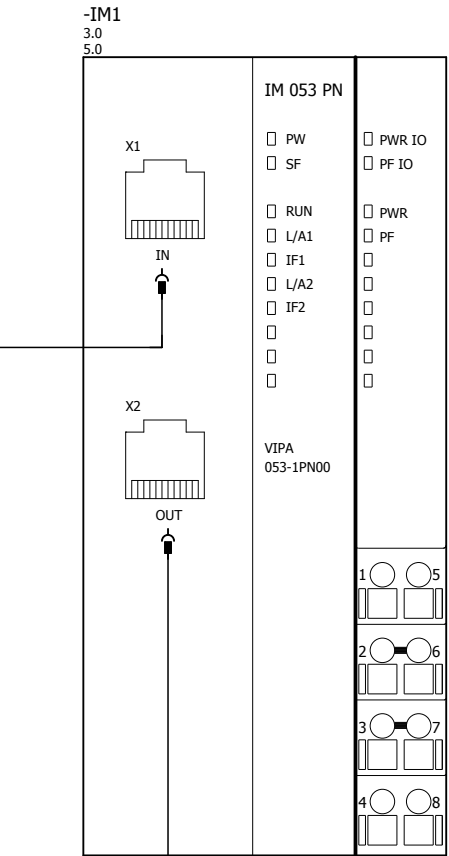 -IM1
3.0
5.0
IM 053 PN
X1
PW
SF
RUN
L/A1
IF1
L/A2
IF2
PWR IO
PF IO
PWR
PF
IN
X2
VIPA
053-1PN00
OUT
1 5
2 6
3 7
4 8